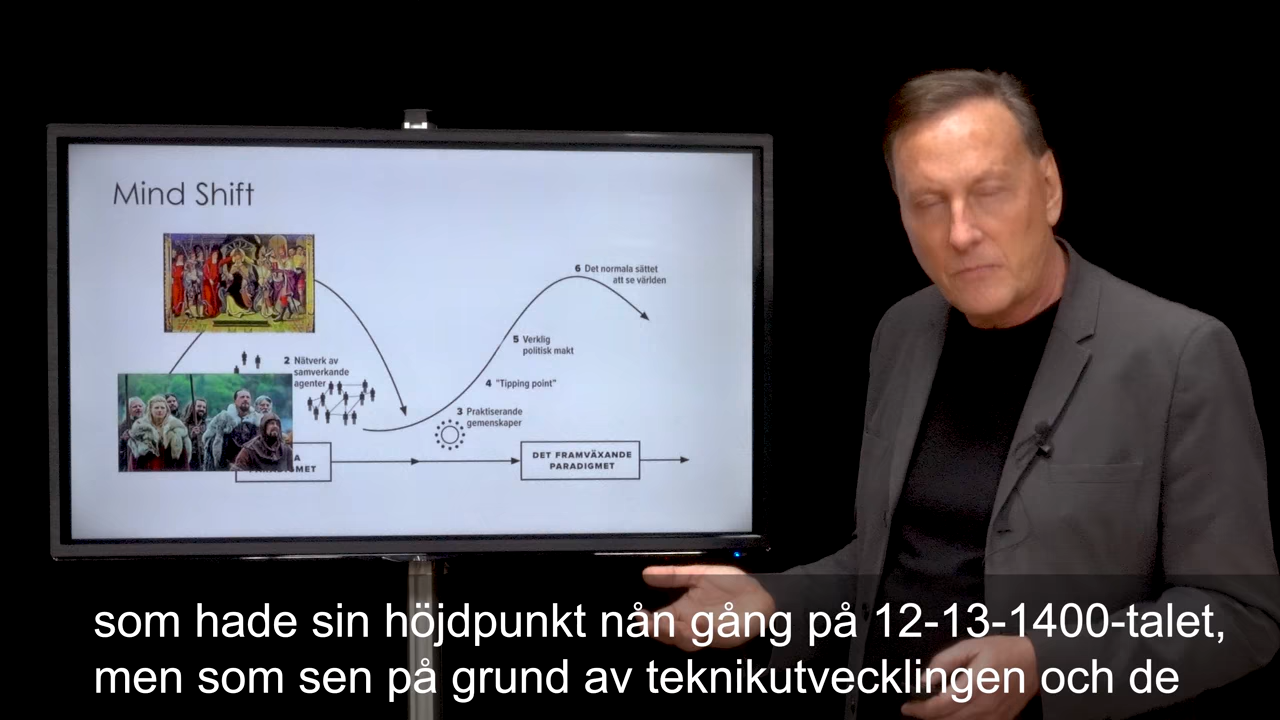 Mind Shift
6 Det normala sättet
att se världen
5 Verklig
politisk makt
2 Nätverk av
samverkande
agenter
4 "Tipping point"
3 Praktiserande
gemenskaper
DET FRAMVÄXANDE
PARADIGMET
som hade sin höjdpunkt nån gång på 12-13-1400-talet,
men som sen på grund av teknikutvecklingen och de